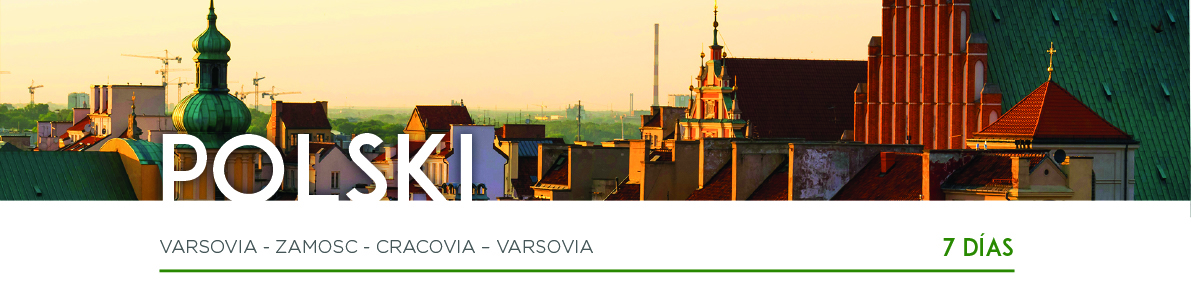 POLSKI
VARSOVIA - ZAMOSC - CRACOVIA – VARSOVIA
7 DÍAS